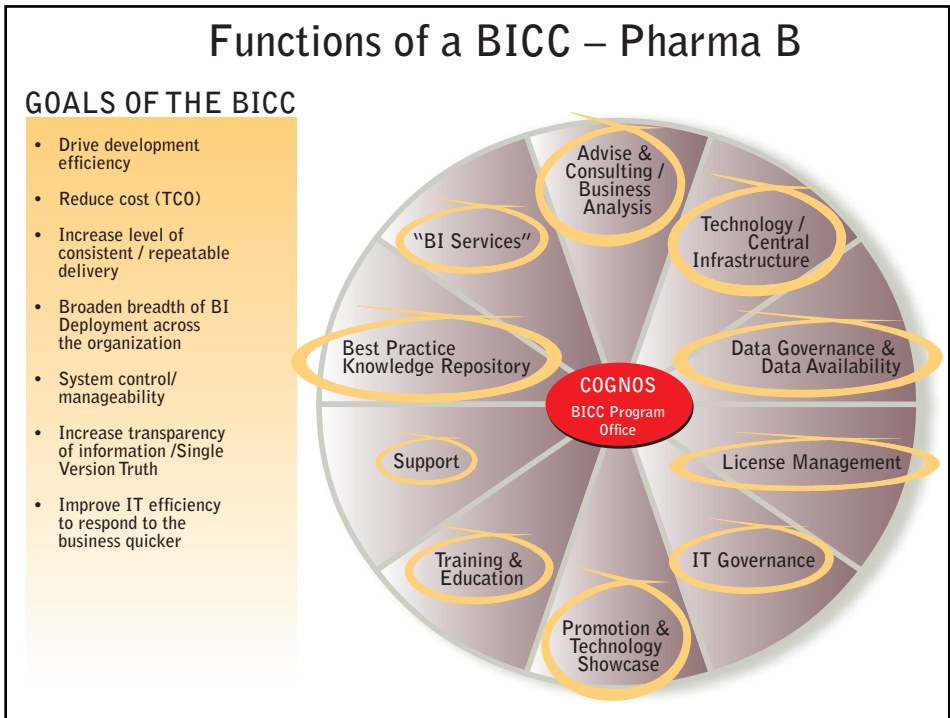 Functions of a BICC – Pharma B
GOALS OF THE BICC
• Drive development
efficiency
• Reduce cost (TCO)
• Increase level of
consistent / repeatable
delivery
• Broaden breadth of BI
Deployment across
the organization
• System control/
manageability
• Increase transparency
of information /Single
Version Truth
• Improve IT efficiency
to respond to the
business quicker
Advise &
Consulting /
Business
Analysis
Technology /
Central
Infrastructure
Data Governance &
Data Availability
License Management
IT Governance
Promotion &
Technology
Showcase
Training &
Education
Support
Best Practice
Knowledge Repository
"BI Services"
COGNOS
BICC Program
Office